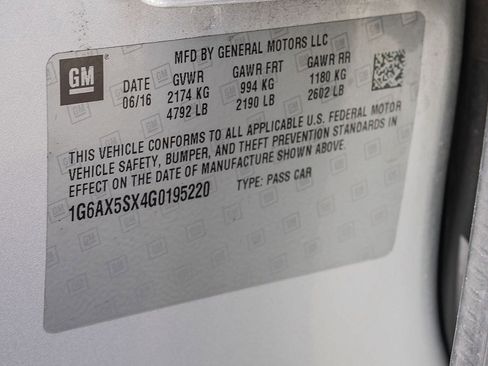 MFD BY GENERAL MOTORS LLC
GM
DATE GVWR GAWR FRT GAWR RR
06/16 2174 KG 994 KG 1180 KG
4792 LB 2190 LB 2602 LB
THIS VEHICLE CONFORMS TO ALL APPLICABLE U.S. FEDERAL MOTOR
VEHICLE SAFETY, BUMPER, AND THEFT PREVENTION STANDARDS IN
EFFECT ON THE DATE OF MANUFACTURE SHOWN ABOVE.
1G6AX5SX4G0195220 TYPE: PASS CAR